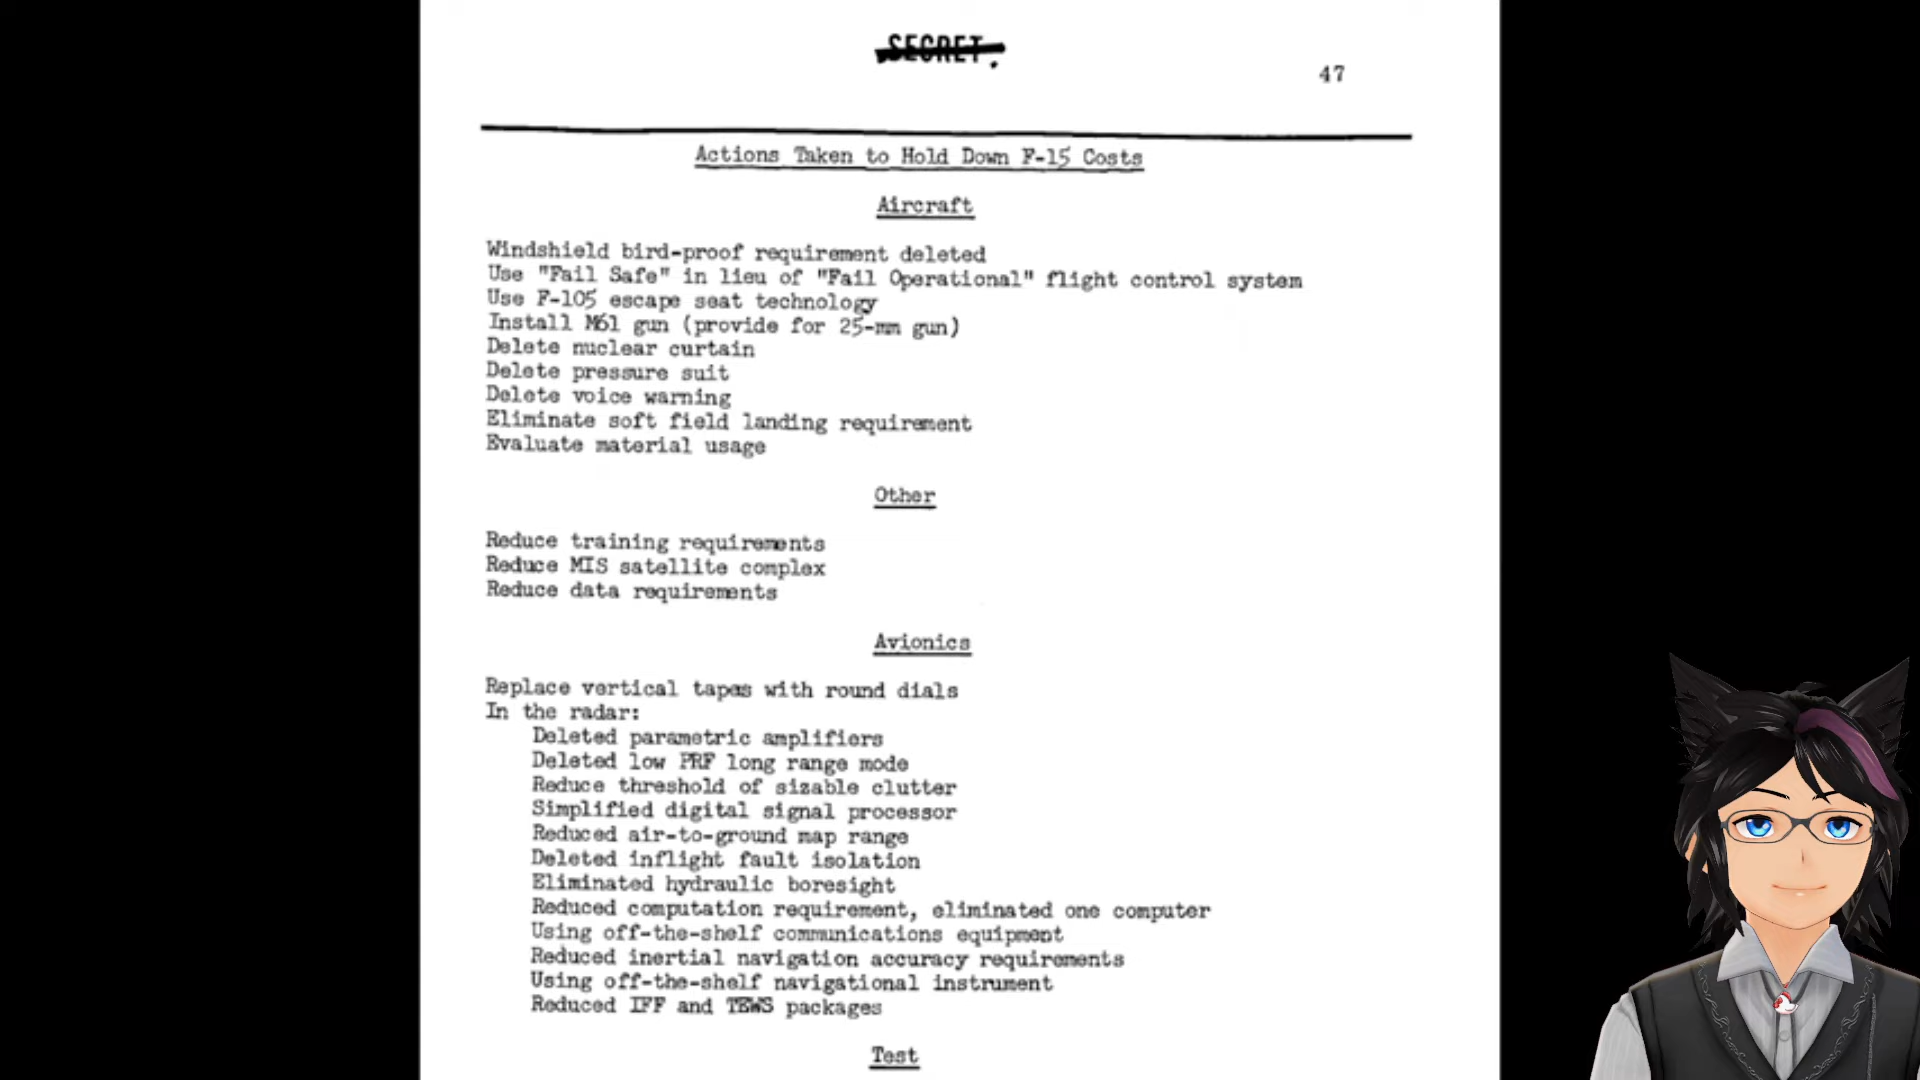 SECRET.
47
Actions Taken to Hold Down F-15 Costs
Aircraft
Windshield bird-proof requirement deleted
Use "Fail Safe" in lieu of "Fail Operational" flight control system
Use F-105 escape seat technology
Install M61 gun (provide for 25-mm gun)
Delete nuclear curtain
Delete pressure suit
Delete voice warning
Eliminate soft field landing requirement
Evaluate material usage
Other
Reduce training requirements
Reduce MIS satellite complex
Reduce data requirements
Avionics
Replace vertical tapes with round dials
In the radar:
Deleted parametric amplifiers
Deleted low PRF long range mode
Reduce threshold of sizable clutter
Simplified digital signal processor
Reduced air-to-ground map range
Deleted inflight fault isolation
Eliminated hydraulic boresight
Reduced computation requirement, eliminated one computer
Using off-the-shelf communications equipment
Reduced inertial navigation accuracy requirements
Using off-the-shelf navigational instrument
Reduced IFF and TEWS packages
Test